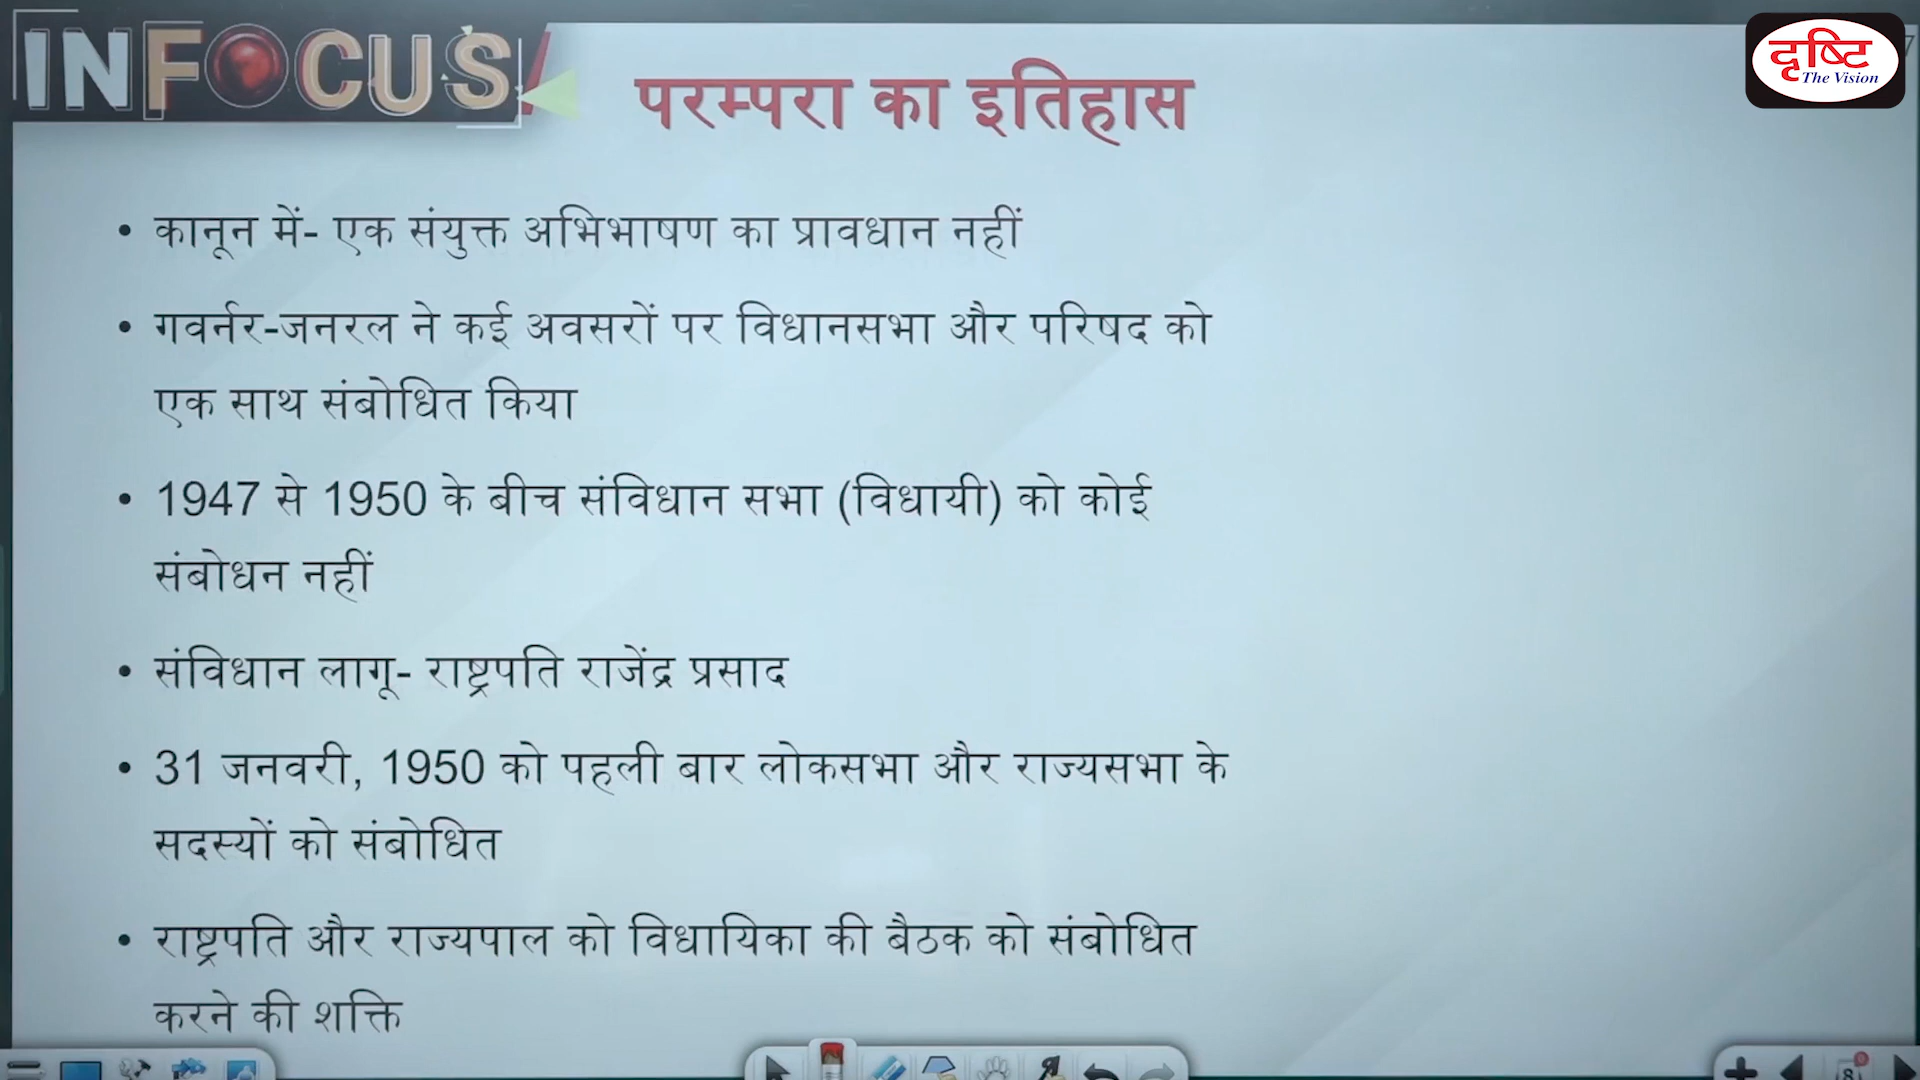 INFOCUS
दृष्टि
The Vision
परम्परा का इतिहास
• कानून में- एक संयुक्त अभिभाषण का प्रावधान नहीं
• गवर्नर-जनरल ने कई अवसरों पर विधानसभा और परिषद को
एक साथ संबोधित किया
• 1947 से 1950 के बीच संविधान सभा (विधायी) को कोई
संबोधन नहीं
• संविधान लागू- राष्ट्रपति राजेंद्र प्रसाद
• 31 जनवरी, 1950 को पहली बार लोकसभा और राज्यसभा के
सदस्यों को संबोधित
• राष्ट्रपति और राज्यपाल को विधायिका की बैठक को संबोधित
करने की शक्ति
8